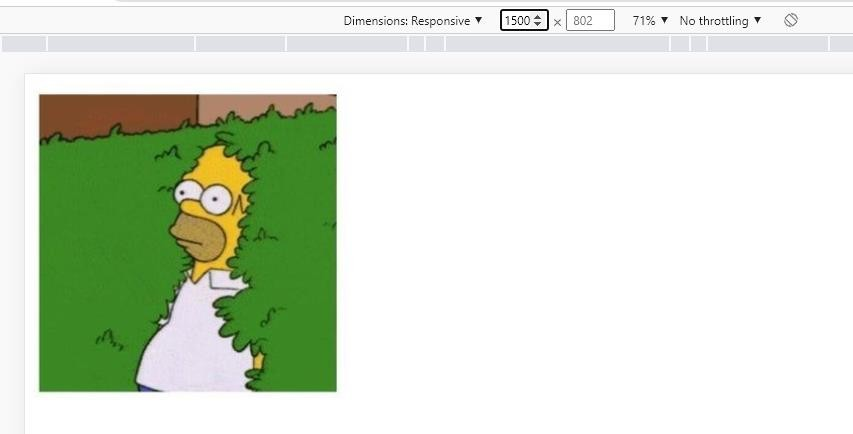 Dimensions: Responsive ▼ 1500 × 802 71% ▼ No throttling ▼